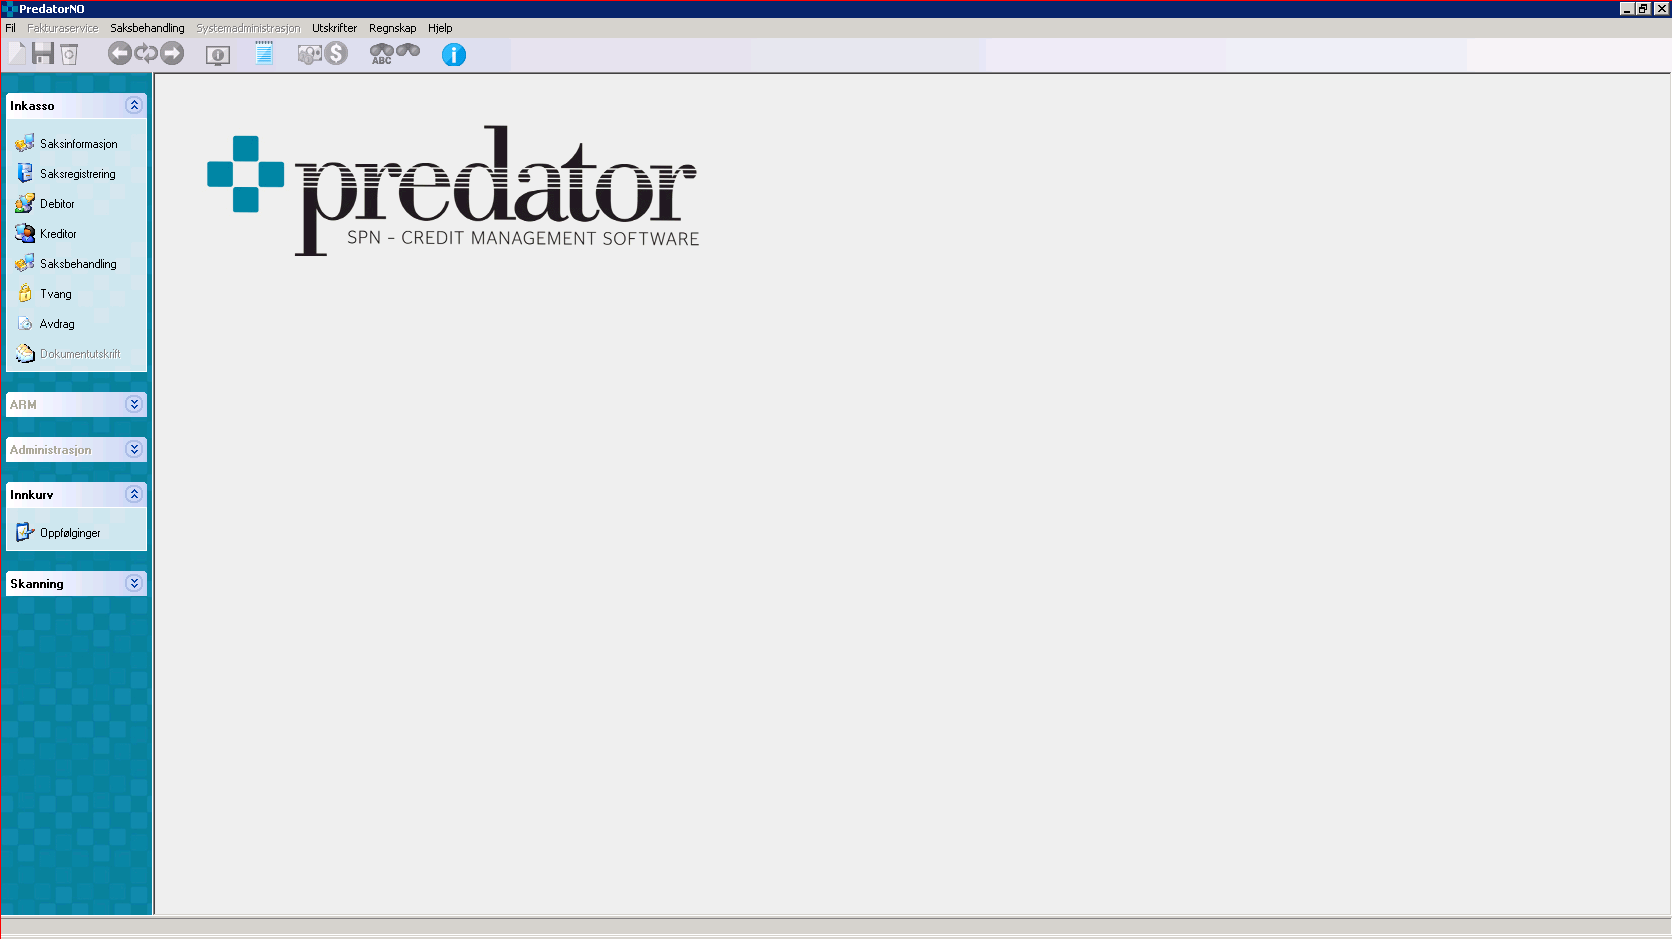 PredatorNO
Fil Fakturaservice Saksbehandling Systemadministrasjon Utskrifter Regnskap Hjelp
ABC
Inkasso
Saksinformasjon
Saksregistrering
Debitor
Kreditor
Saksbehandling
Tvang
Avdrag
Dokumentutskrift
ARM
Administrasjon
Innkurv
Oppfølginger
Skanning
predator
SPN - CREDIT MANAGEMENT SOFTWARE